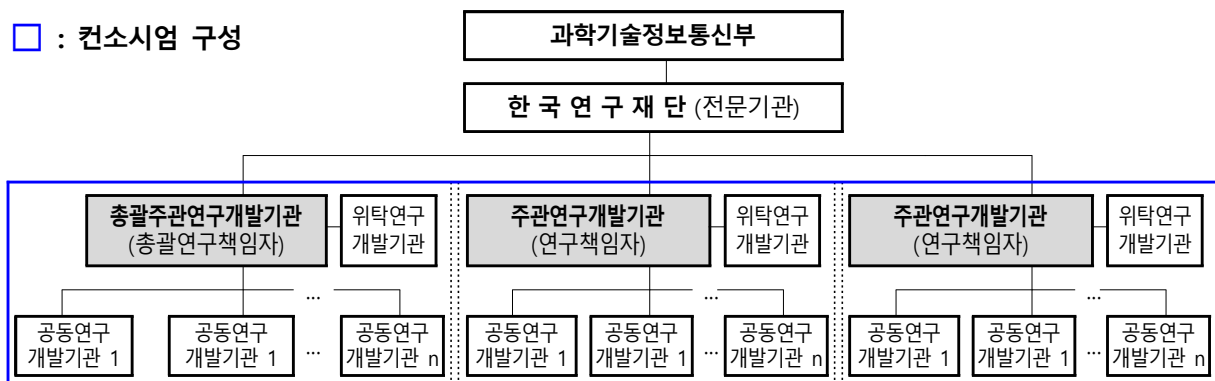 : 컨소시엄 구성
과학기술정보통신부
한 국 연 구 재 단 (전문기관)
총괄주관연구개발기관
(총괄연구책임자)
위탁연구
개발기관
주관연구개발기관
(연구책임자)
위탁연구
개발기관
주관연구개발기관
(연구책임자)
위탁연구
개발기관
...
...
...
공동연구
개발기관 1
공동연구
개발기관 1
...
공동연구
개발기관 n
공동연구
개발기관 1
공동연구
개발기관 1
...
공동연구
개발기관 n
공동연구
개발기관 1
공동연구
개발기관 1
...
공동연구
개발기관 n